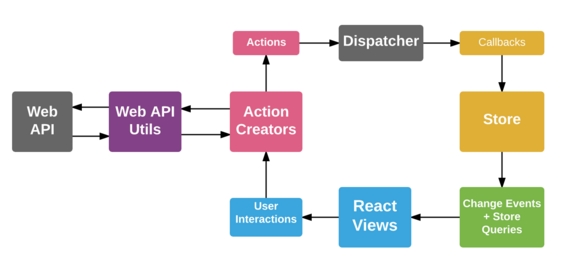 Actions
Dispatcher
Callbacks
Web
API
Web API
Utils
Action
Creators
Store
User
Interactions
React
Views
Change Events
+ Store
Queries